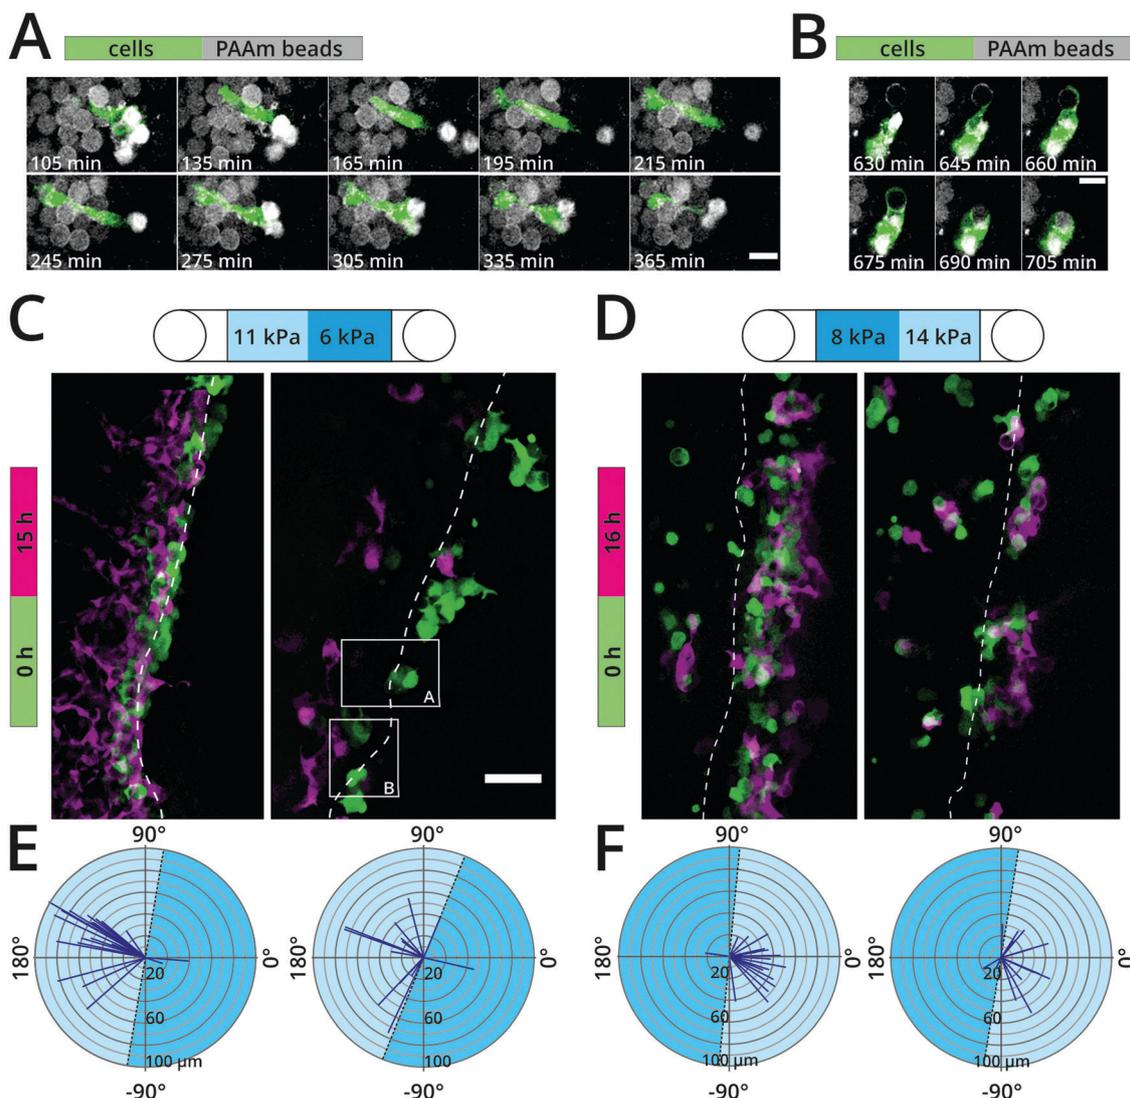 A
cells
PAAm beads
B
cells
PAAm beads
105 min
135 min
165 min
195 min
215 min
630 min
645 min
660 min
245 min
275 min
305 min
335 min
365 min
675 min
690 min
705 min
C
11 kPa
6 kPa
D
8 kPa
14 kPa
15 h
0 h
A
B
16 h
0 h
E
90°
180°
0°
20
60
100 µm
-90°
90°
180°
0°
20
60
100
-90°
F
90°
180°
0°
20
60
100 µm
-90°
90°
180°
0°
20
60
100 µm
-90°